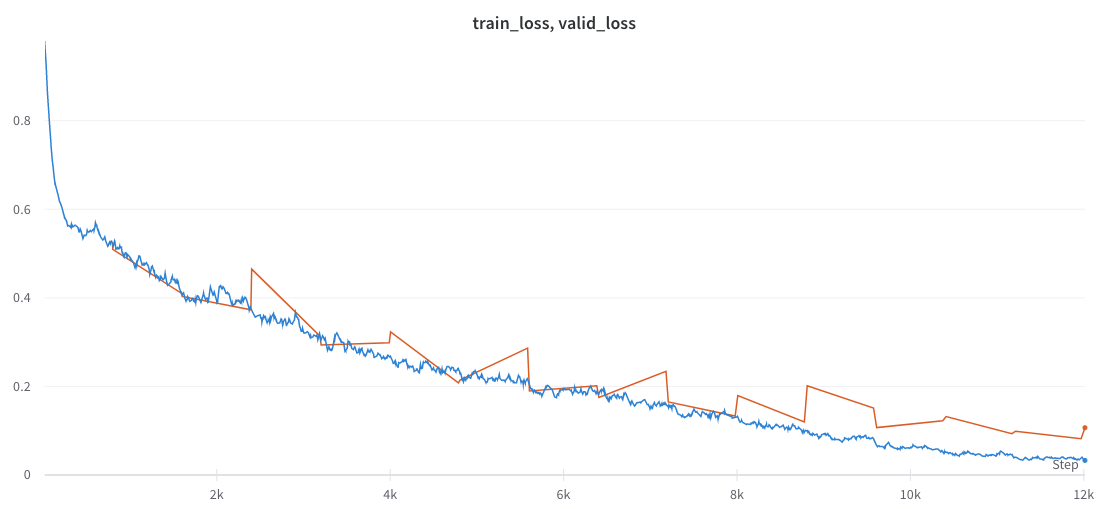 train_loss, valid_loss
0.8
0.6
0.4
0.2
0
Step
2k
4k
6k
8k
10k
12k